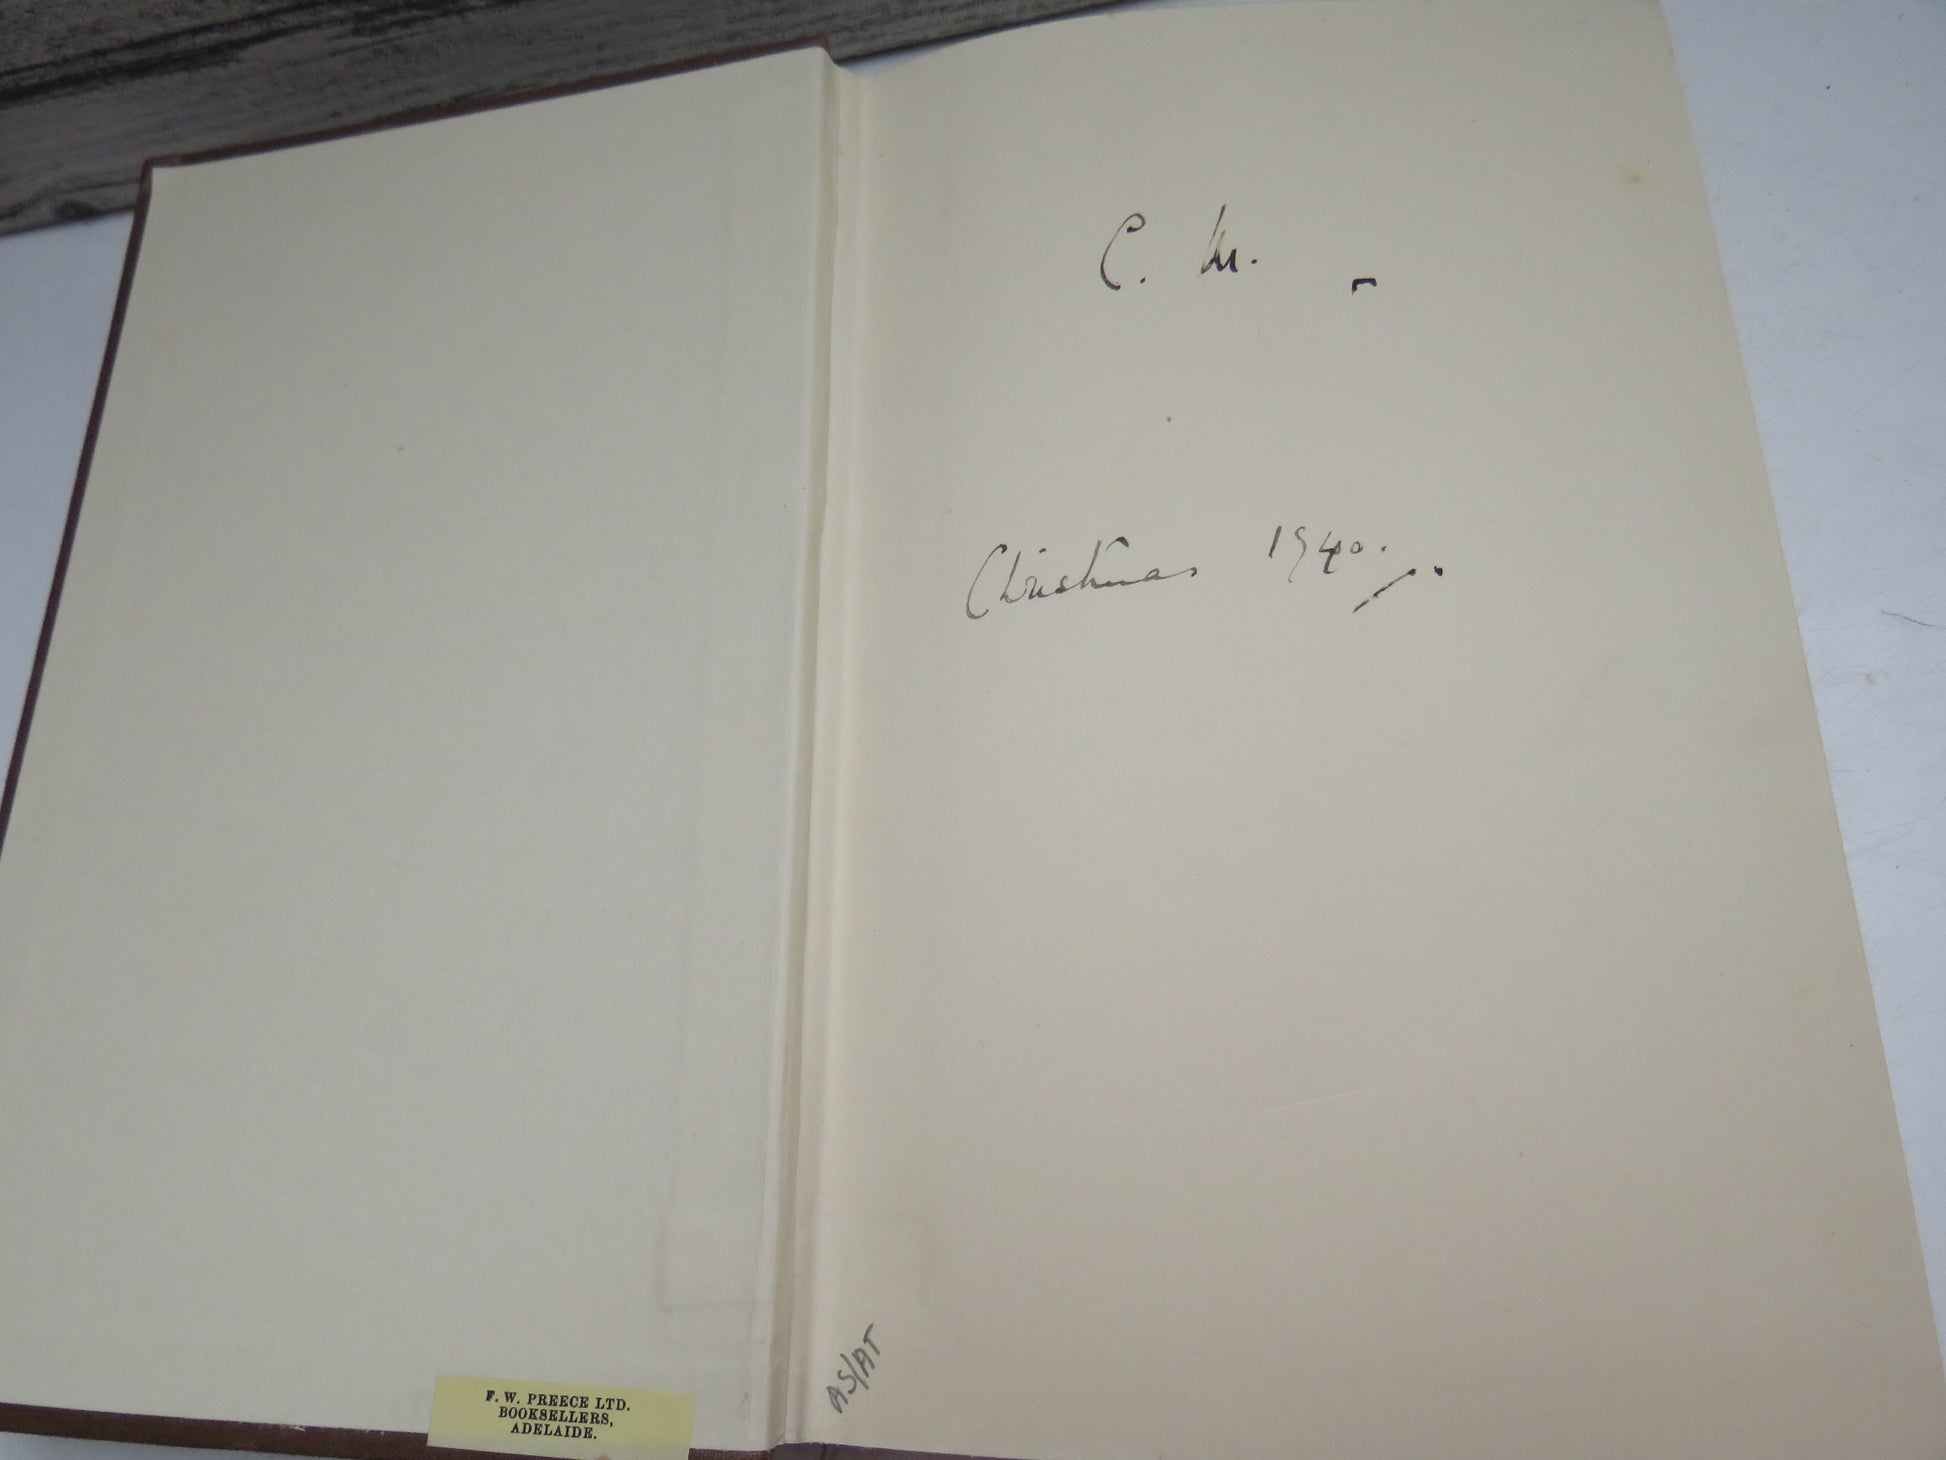 C. M.
Christmas 1940.
F. W. PREECE LTD.
BOOKSELLERS,
ADELAIDE.
AS/AT